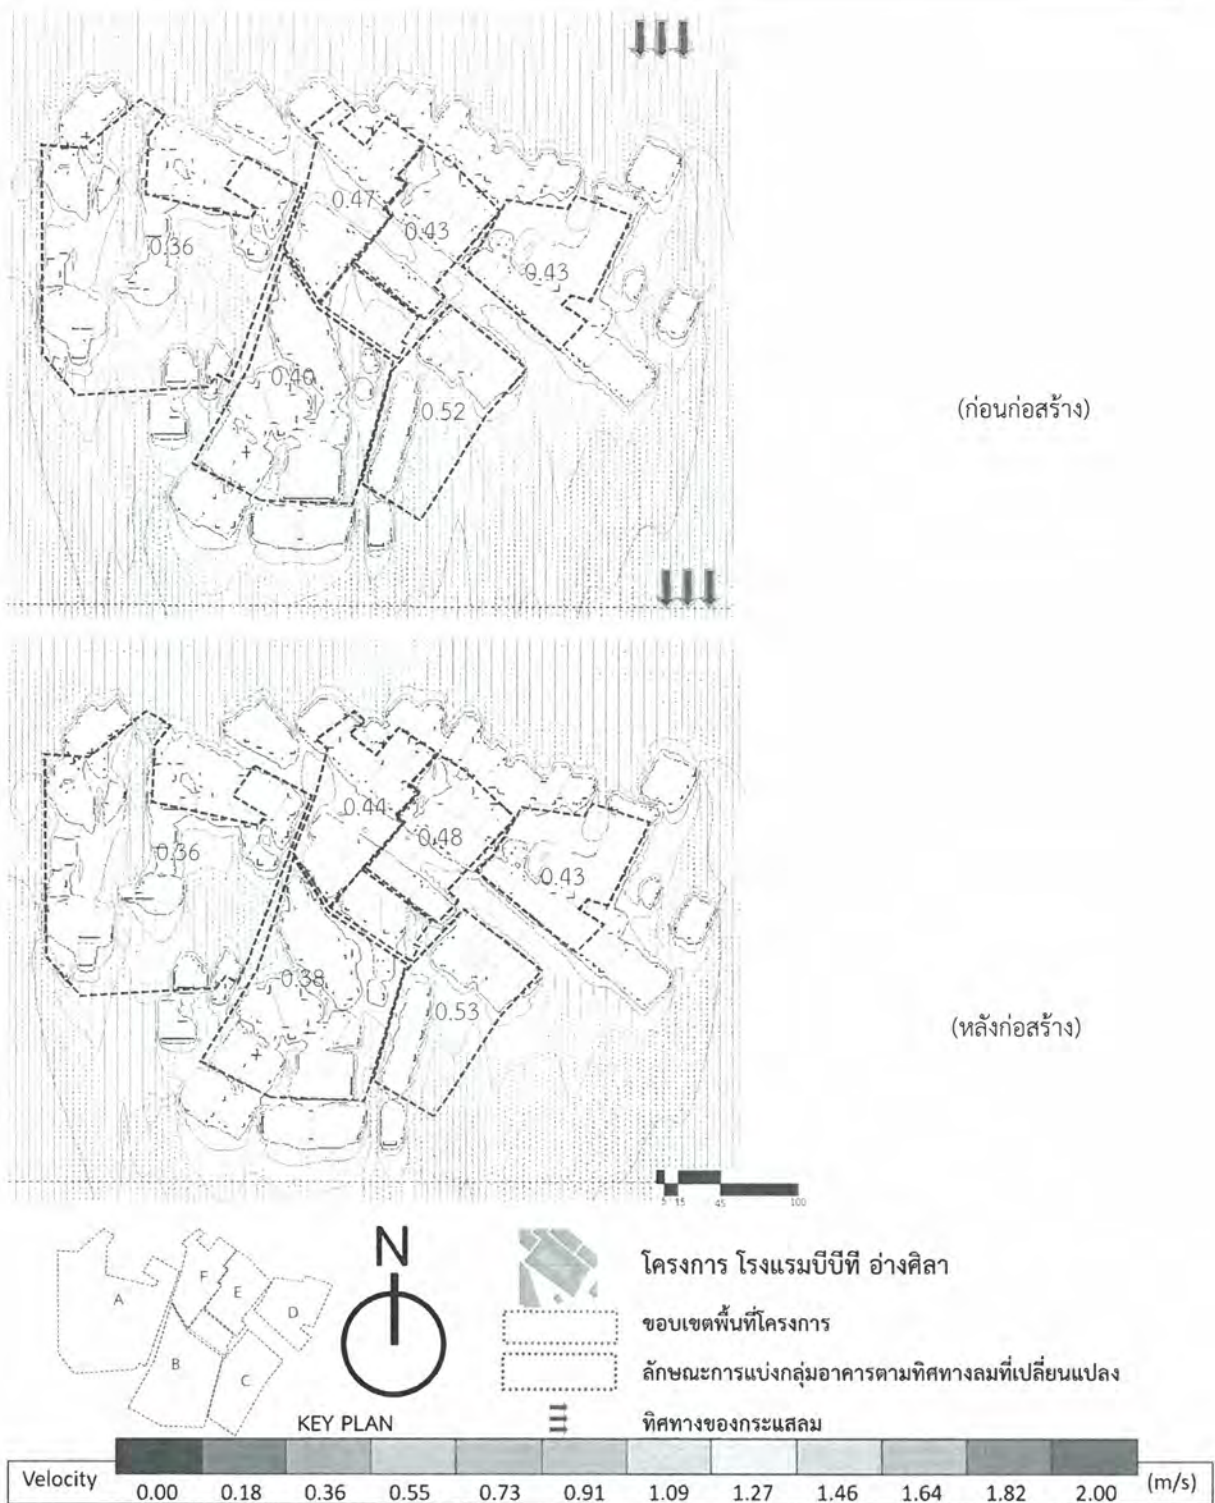 0.47
0.43
0.36
0.43
0.40
0.52
(ก่อนก่อสร้าง)
0.44
0.48
0.36
0.43
0.38
0.53
(หลังก่อสร้าง)
5 15 45 100
N
A
F
E
D
B
C
KEY PLAN
โครงการ โรงแรมบีบีที อ่างศิลา
ขอบเขตพื้นที่โครงการ
ลักษณะการแบ่งกลุ่มอาคารตามทิศทางลมที่เปลี่ยนแปลง
ทิศทางของกระแสลม
Velocity 0.00 0.18 0.36 0.55 0.73 0.91 1.09 1.27 1.46 1.64 1.82 2.00 (m/s)